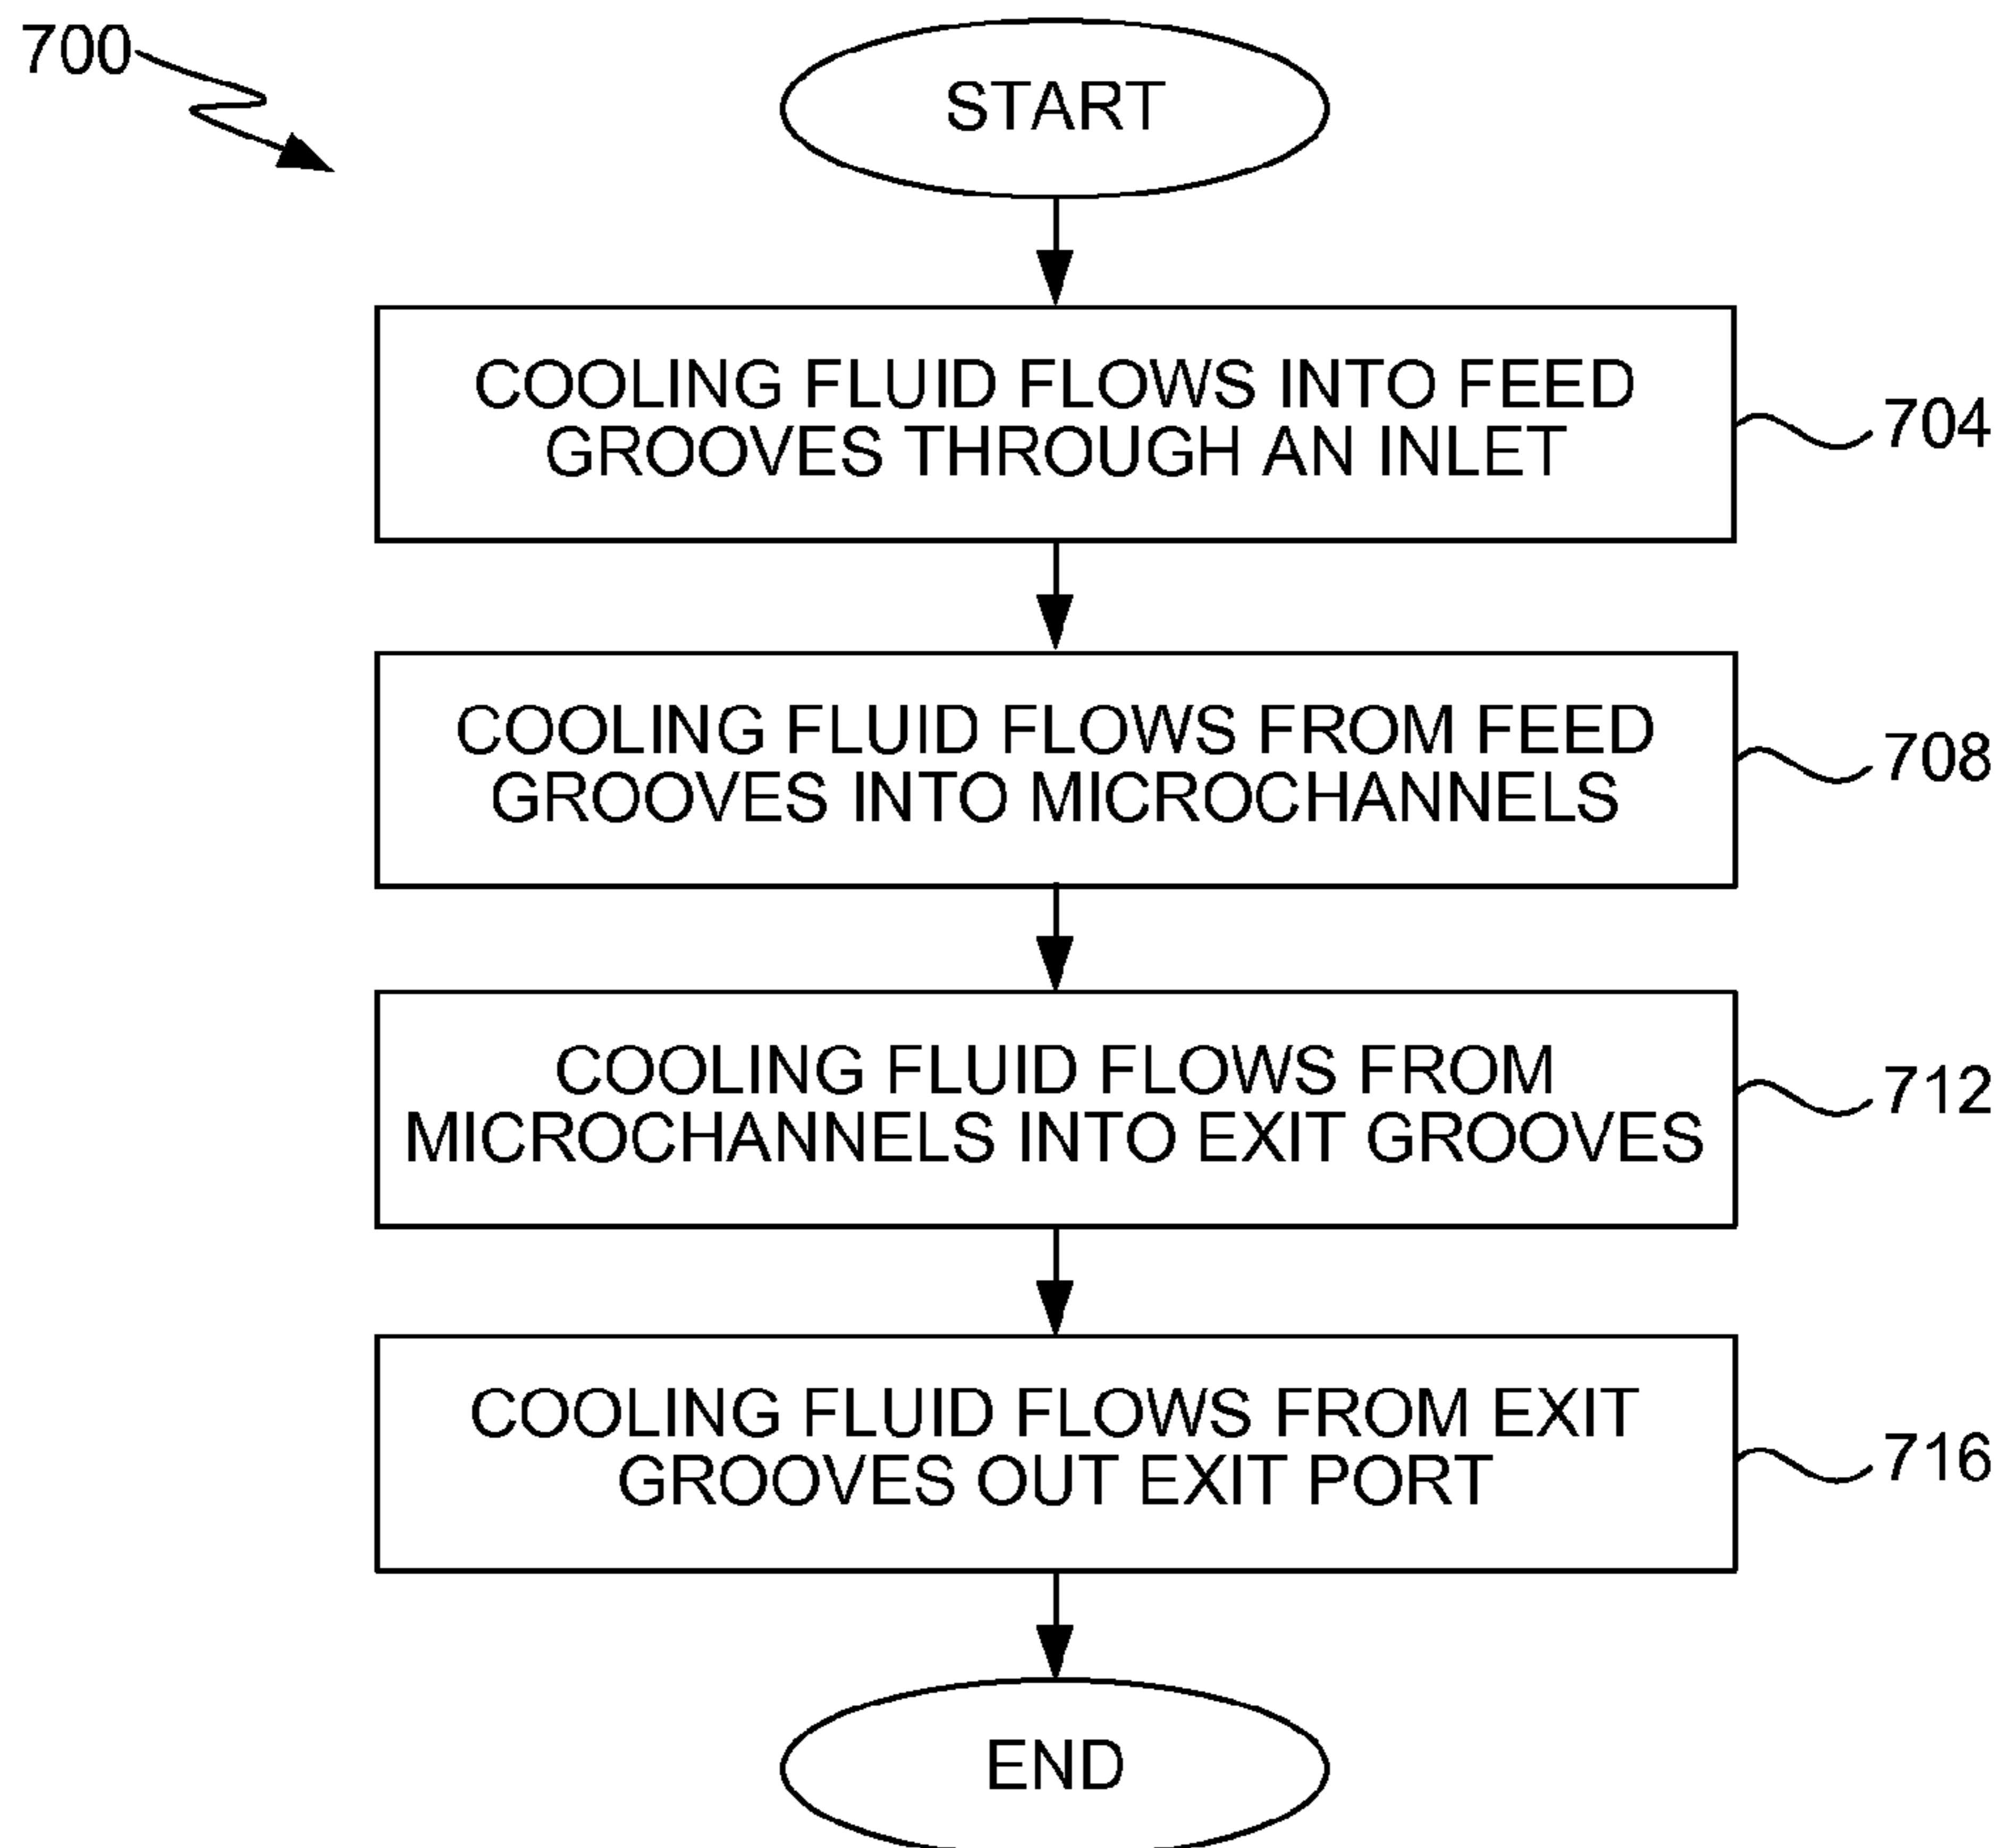 700
START
COOLING FLUID FLOWS INTO FEED
GROOVES THROUGH AN INLET
704
COOLING FLUID FLOWS FROM FEED
GROOVES INTO MICROCHANNELS
708
COOLING FLUID FLOWS FROM
MICROCHANNELS INTO EXIT GROOVES
712
COOLING FLUID FLOWS FROM EXIT
GROOVES OUT EXIT PORT
716
END